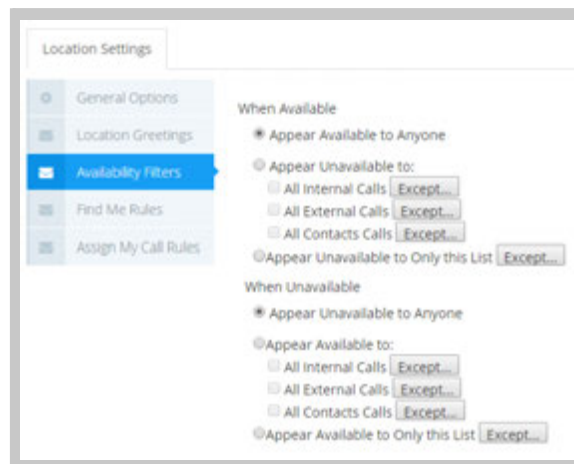 Location Settings
General Options
Location Greetings
Availability Filters
Find Me Rules
Assign My Call Rules
When Available
Appear Available to Anyone
Appear Unavailable to:
All Internal Calls Except...
All External Calls Except...
All Contacts Calls Except...
Appear Unavailable to Only this List Except...
When Unavailable
Appear Unavailable to Anyone
Appear Available to:
All Internal Calls Except...
All External Calls Except...
All Contacts Calls Except...
Appear Available to Only this List Except...